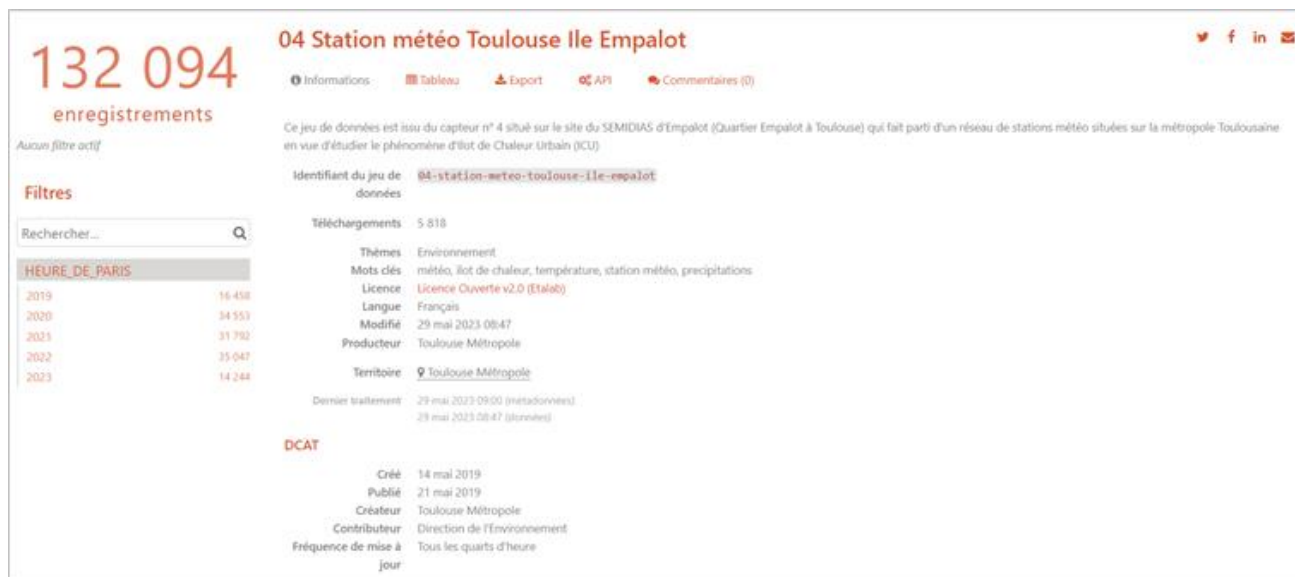 132 094
enregistrements
Aucun filtre actif
Filtres
Rechercher...
HEURE_DE_PARIS
2019 16 458
2020 34 553
2021 31 792
2022 35 047
2023 14 244
04 Station météo Toulouse Ile Empalot
Informations Tableau Export API Commentaires (0)
Ce jeu de données est issu du capteur n° 4 situé sur le site du SEMIDIAS d'Empalot (Quartier Empalot à Toulouse) qui fait parti d'un réseau de stations météo situées sur la métropole Toulousaine
en vue d'étudier le phénomène d'Ilot de Chaleur Urbain (ICU)
Identifiant du jeu de 04-station-meteo-toulouse-ile-empalot
données
Téléchargements 5 818
Thèmes Environnement
Mots clés météo, ilot de chaleur, température, station météo, precipitations
Licence Licence Ouverte v2.0 (Etalab)
Langue Français
Modifié 29 mai 2023 08:47
Producteur Toulouse Métropole
Territoire Toulouse Métropole
Dernier traitement 29 mai 2023 09:00 (métadonnées)
29 mai 2023 08:47 (données)
DCAT
Créé 14 mai 2019
Publié 21 mai 2019
Créateur Toulouse Métropole
Contributeur Direction de l'Environnement
Fréquence de mise à Tous les quarts d'heure
jour